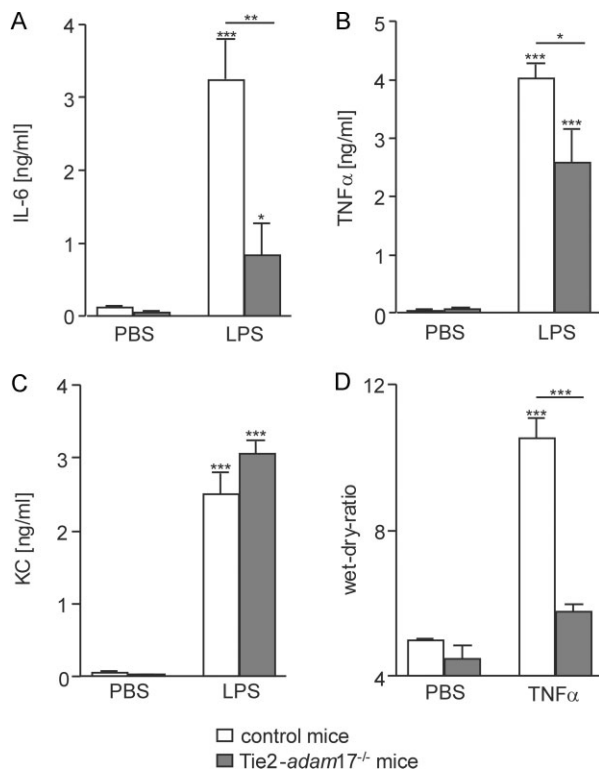 A
IL-6 [ng/ml]
4
3
2
1
0
***
**
*
PBS
LPS
B
TNFα [ng/ml]
5
4
3
2
1
0
***
*
***
PBS
LPS
C
KC [ng/ml]
4
3
2
1
0
***
***
PBS
LPS
D
wet-dry-ratio
12
8
4
***
***
PBS
TNFα
control mice
Tie2-adam17-/- mice